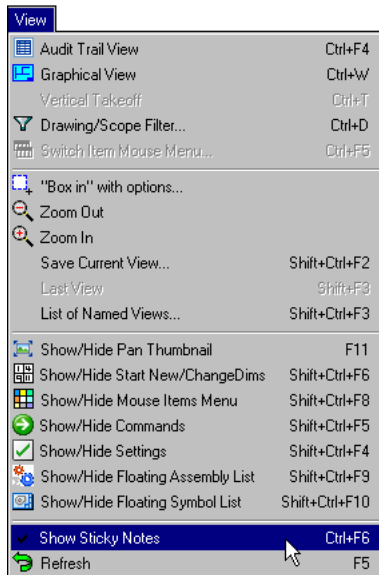 View
Audit Trail View Ctrl+F4
Graphical View Ctrl+W
Vertical Takeoff Ctrl+T
Drawing/Scope Filter... Ctrl+D
Switch Item Mouse Menu... Ctrl+F5
"Box in" with options...
Zoom Out
Zoom In
Save Current View... Shift+Ctrl+F2
Last View Shift+F3
List of Named Views... Shift+Ctrl+F3
Show/Hide Pan Thumbnail F11
Show/Hide Start New/ChangeDims Shift+Ctrl+F6
Show/Hide Mouse Items Menu Shift+Ctrl+F8
Show/Hide Commands Shift+Ctrl+F5
Show/Hide Settings Shift+Ctrl+F4
Show/Hide Floating Assembly List Shift+Ctrl+F9
Show/Hide Floating Symbol List Shift+Ctrl+F10
Show Sticky Notes Ctrl+F6
Refresh F5